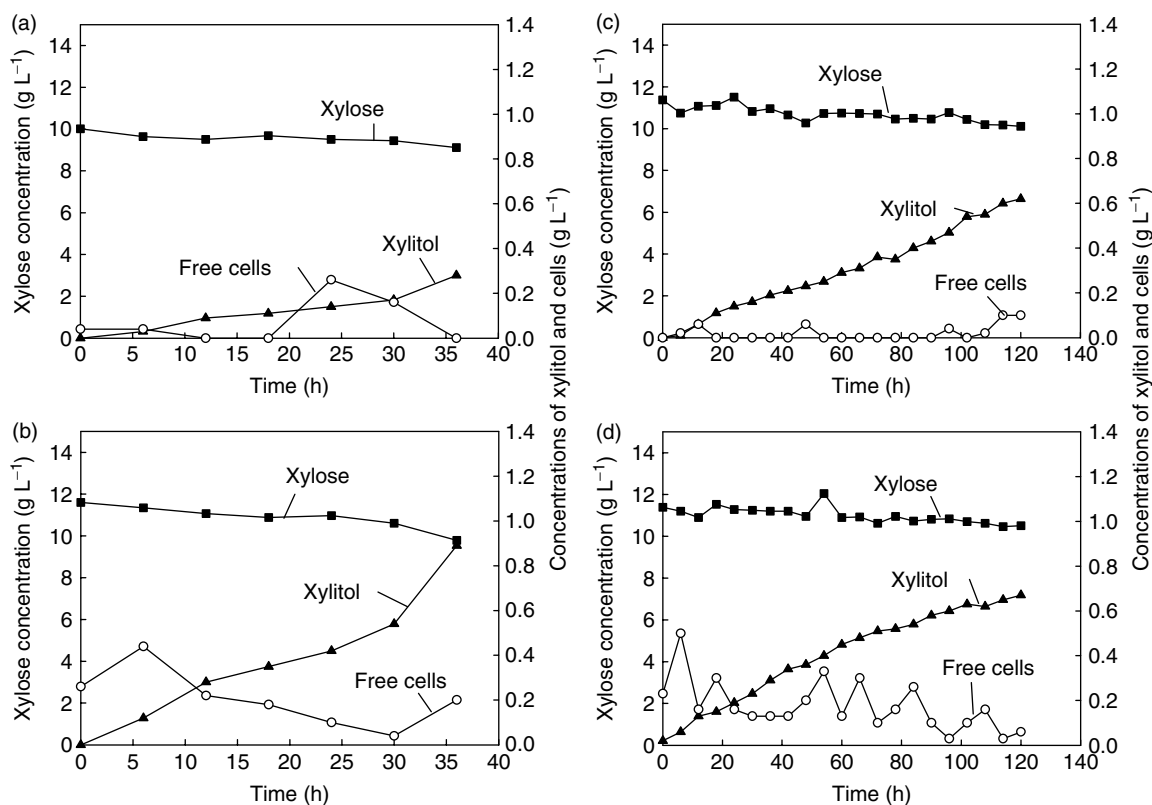 (a)
Xylose concentration (g L⁻¹)
14
12
10
8
6
4
2
0
Xylose
Free cells
Xylitol
1.4
1.2
1.0
0.8
0.6
0.4
0.2
0.0
0 5 10 15 20 25 30 35 40
Time (h)
(c)
Xylose concentration (g L⁻¹)
14
12
10
8
6
4
2
0
Xylose
Xylitol
Free cells
1.4
1.2
1.0
0.8
0.6
0.4
0.2
0.0
0 20 40 60 80 100 120 140
Time (h)
(b)
Xylose concentration (g L⁻¹)
14
12
10
8
6
4
2
0
Xylose
Xylitol
Free cells
1.4
1.2
1.0
0.8
0.6
0.4
0.2
0.0
0 5 10 15 20 25 30 35 40
Time (h)
Concentrations of xylitol and cells (g L⁻¹)
(d)
Xylose concentration (g L⁻¹)
14
12
10
8
6
4
2
0
Xylose
Xylitol
Free cells
1.4
1.2
1.0
0.8
0.6
0.4
0.2
0.0
0 20 40 60 80 100 120 140
Time (h)
Concentrations of xylitol and cells (g L⁻¹)